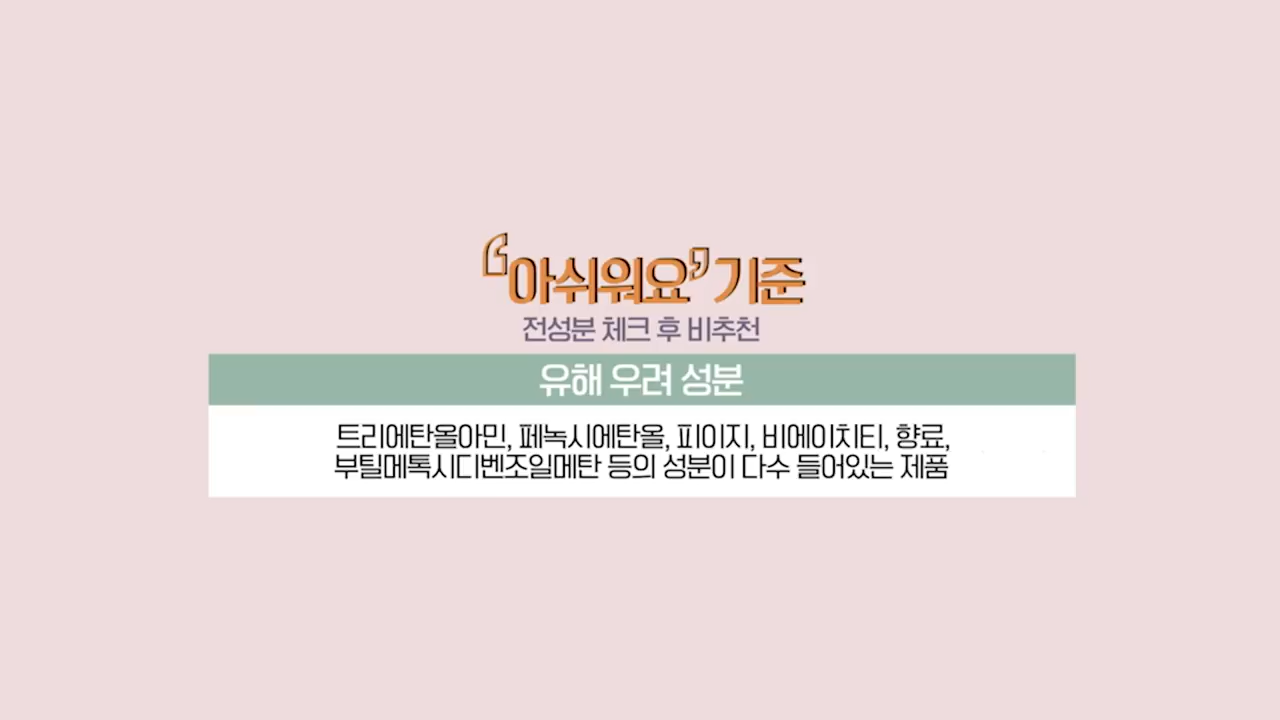 “아쉬워요” 기준
전성분 체크 후 비추천
유해 우려 성분
트리에탄올아민, 페녹시에탄올, 피이지, 비에이치티, 향료,
부틸메톡시디벤조일메탄 등의 성분이 다수 들어있는 제품